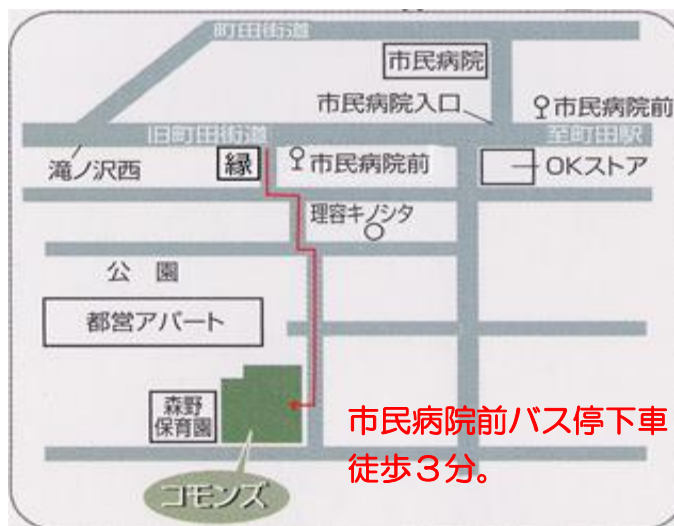 町田街道
市民病院
市民病院入口
市民病院前
旧町田街道
至町田駅
滝ノ沢西
縁
市民病院前
OKストア
理容キノシタ
公園
都営アパート
森野
保育園
市民病院前バス停下車
徒歩3分。
コモンズ